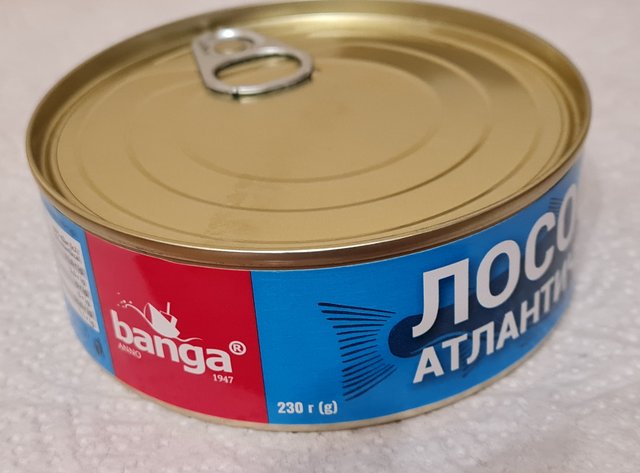 banga®
ANNO
1947
230 г (g)
ЛОСО
АТЛАНТИ